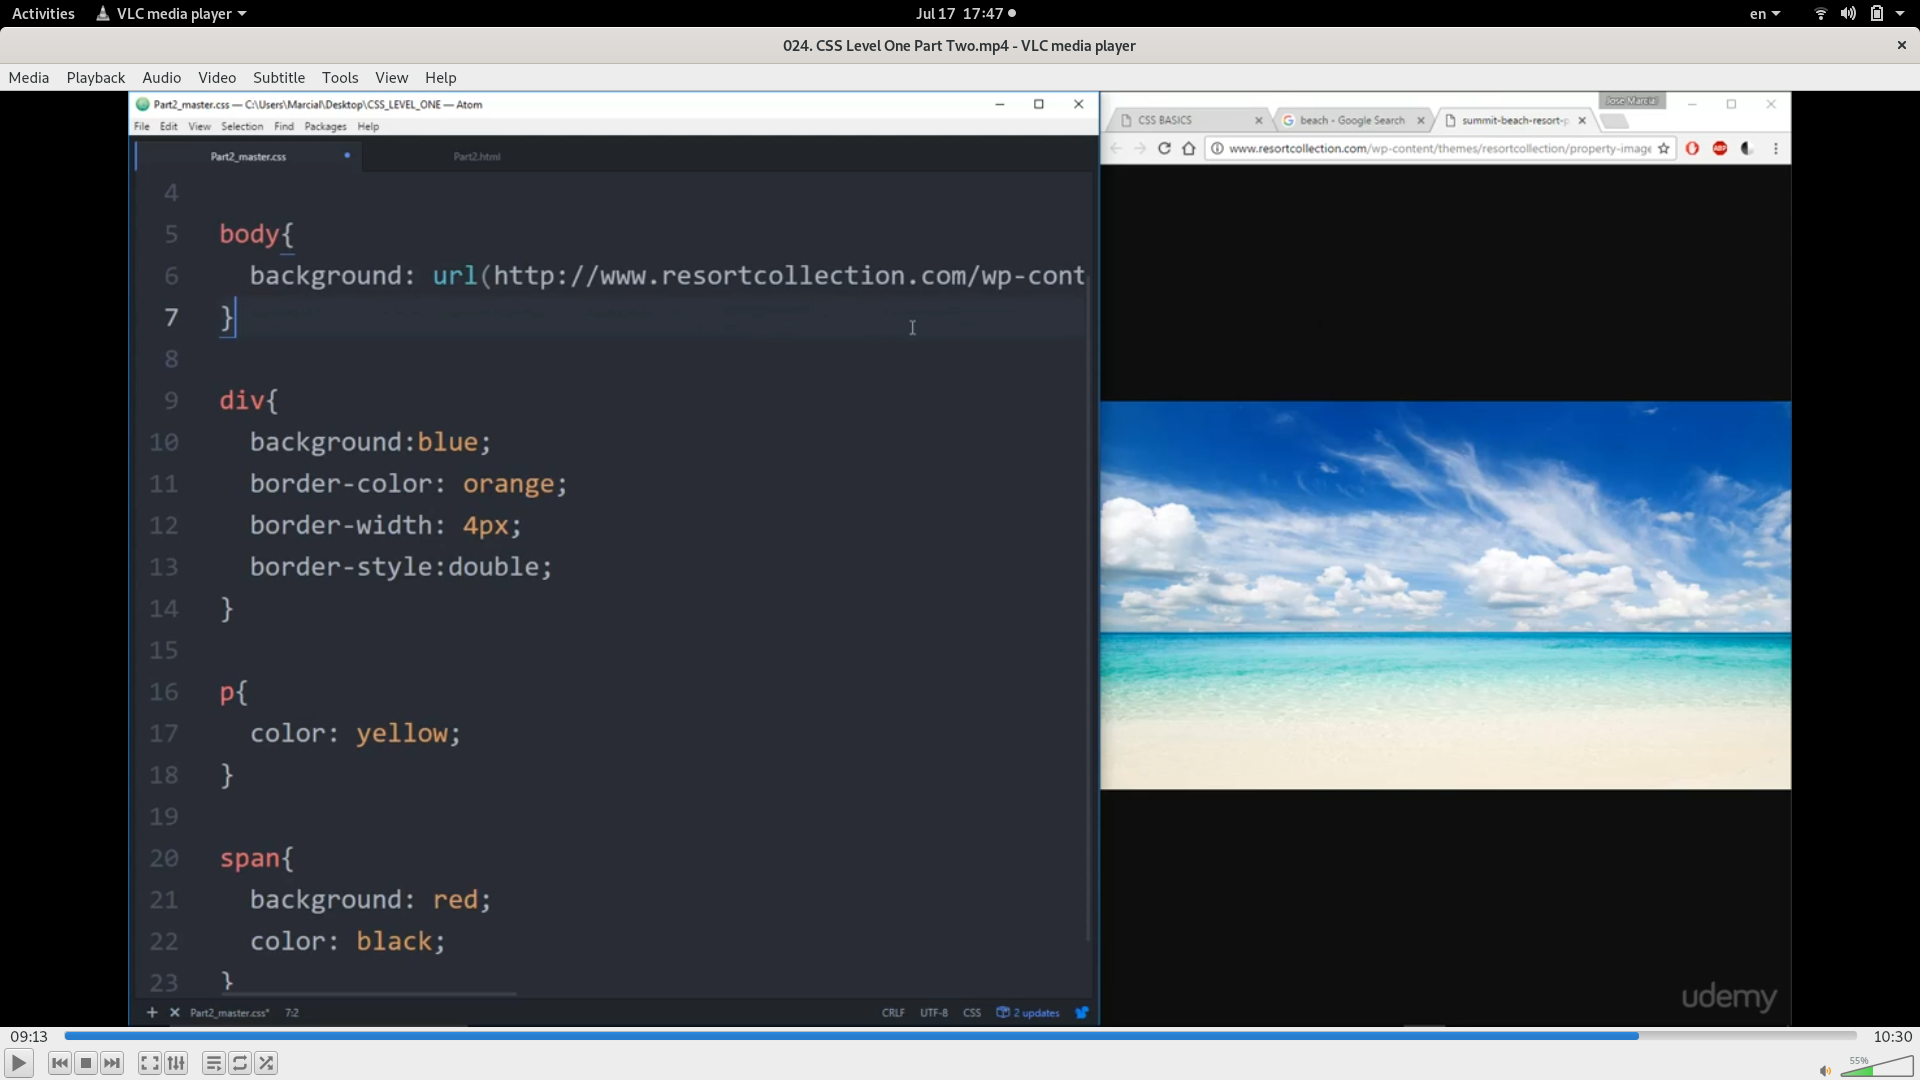 Activities VLC media player Jul 17 17:47 en
024. CSS Level One Part Two.mp4 - VLC media player
Media Playback Audio Video Subtitle Tools View Help
Part2_master.css — C:\Users\Marcial\Desktop\CSS_LEVEL_ONE — Atom
File Edit View Selection Find Packages Help
Part2_master.css Part2.html
4
5 body{
6 background: url(http://www.resortcollection.com/wp-cont
7 }
8
9 div{
10 background:blue;
11 border-color: orange;
12 border-width: 4px;
13 border-style:double;
14 }
15
16 p{
17 color: yellow;
18 }
19
20 span{
21 background: red;
22 color: black;
23 }
Part2_master.css* 7:2 CRLF UTF-8 CSS 2 updates
Jose Marcial
CSS BASICS beach - Google Search summit-beach-resort-p
www.resortcollection.com/wp-content/themes/resortcollection/property-image
ABP
udemy
09:13 10:30
55%